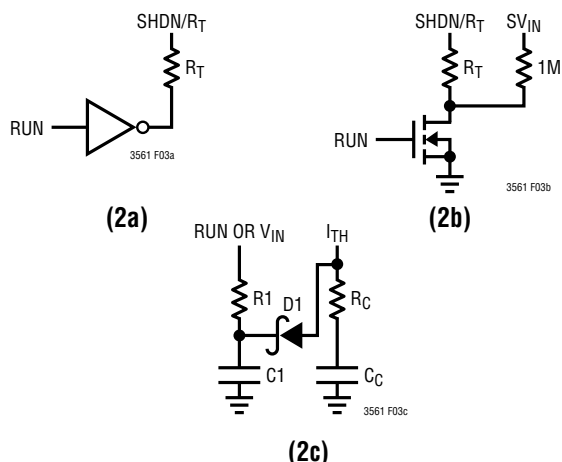 SHDN/RT
RT
RUN
3561 F03a
(2a)
SHDN/RT SVIN
RT 1M
RUN
3561 F03b
(2b)
RUN OR VIN ITH
R1 D1 RC
C1 CC
3561 F03c
(2c)